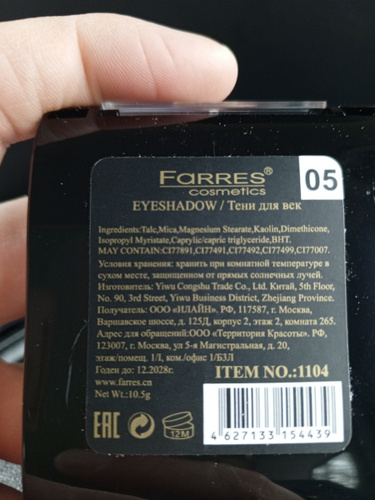 FARRES®
cosmetics
05
EYESHADOW / Тени для век
Ingredients:Talc,Mica,Magnesium Stearate,Kaolin,Dimethicone,
Isopropyl Myristate,Caprylic/capric triglyceride,BHT.
MAY CONTAIN:CI77891,CI77491,CI77492,CI77499,CI77007.
Условия хранения: хранить при комнатной температуре в
сухом месте, защищенном от прямых солнечных лучей.
Изготовитель: Yiwu Congshu Trade Co., Ltd. Китай, 5th Floor,
No. 90, 3rd Street, Yiwu Business District, Zhejiang Province.
Получатель: ООО «ИЛАЙН». РФ, 117587, г. Москва,
Варшавское шоссе, д. 125Д, корпус 2, этаж 2, комната 265.
Адрес для обращений:ООО «Территория Красоты». РФ,
123007, г. Москва, ул 5-я Магистральная, д. 20,
этаж/помещ. 1/I, ком./офис 1/БЗЛ
Годен до: 12.2028г.
www.farres.cn
Net Wt.:10.5g
ITEM NO.:1104
EAC
12M
4 627133 154439